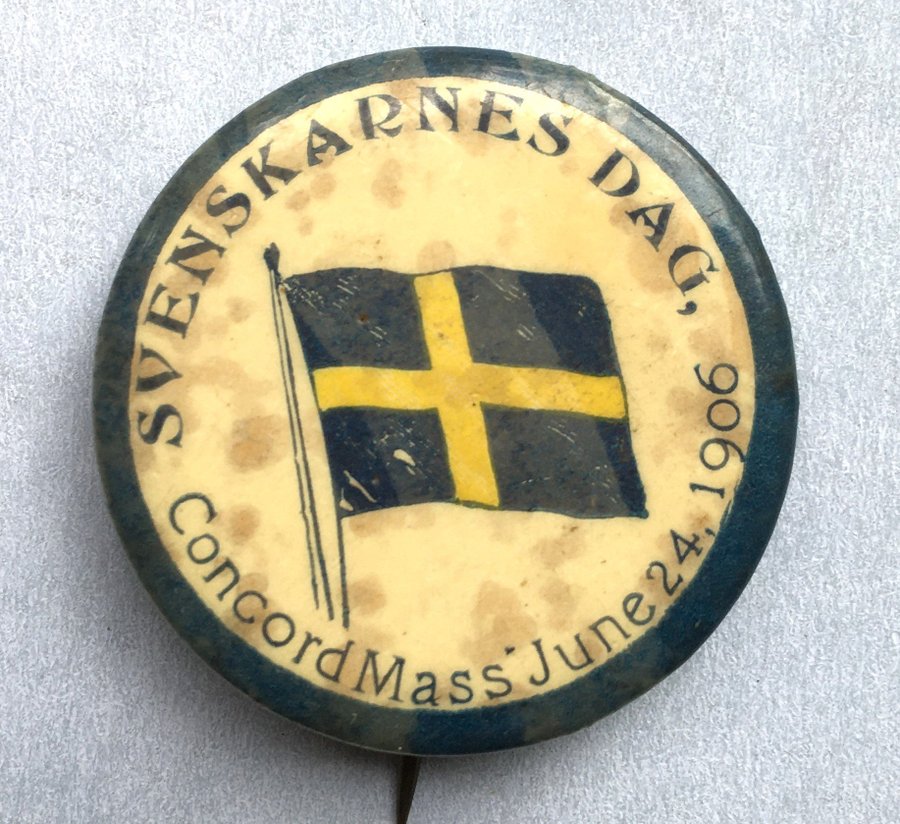 SVENSKARNES DAG,
Concord Mass. June 24, 1906